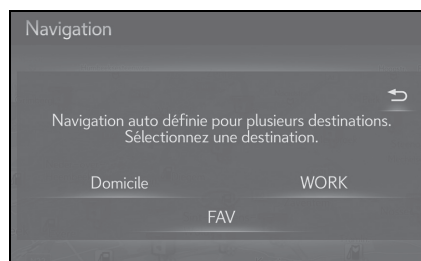 Navigation
Navigation auto définie pour plusieurs destinations.
Sélectionnez une destination.
Domicile WORK
FAV